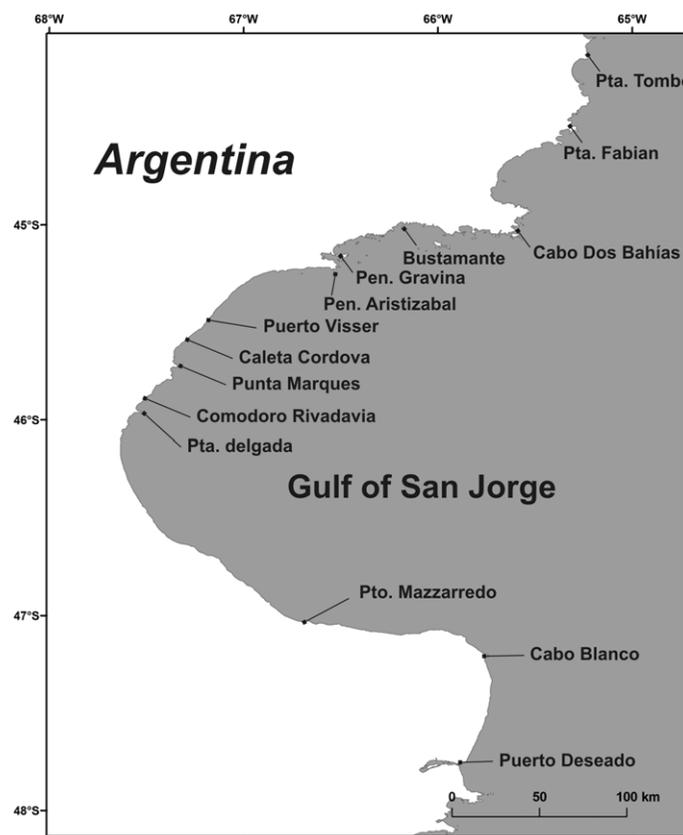 68°W 67°W 66°W 65°W
Pta. Tombo
Argentina
Pta. Fabian
45°S
Bustamante
Cabo Dos Bahías
Pen. Gravina
Pen. Aristizabal
Puerto Visser
Caleta Cordova
Punta Marques
Comodoro Rivadavia
46°S
Pta. delgada
Gulf of San Jorge
Pto. Mazzarredo
47°S
Cabo Blanco
Puerto Deseado
0 50 100 km
48°S